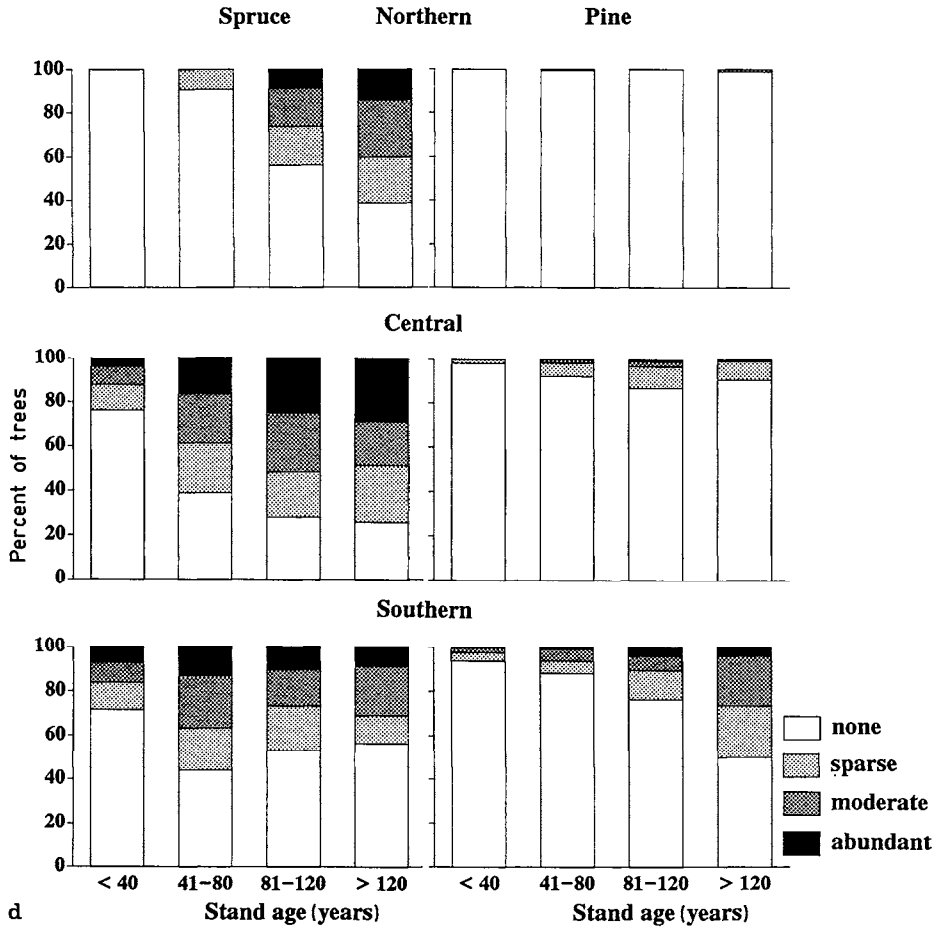 Spruce Northern Pine
100
80
60
40
20
0
Central
100
80
60
40
20
0
Percent of trees
Southern
100
80
60
40
20
0
none
sparse
moderate
abundant
< 40 41–80 81–120 > 120 < 40 41–80 81–120 > 120
d Stand age (years) Stand age (years)